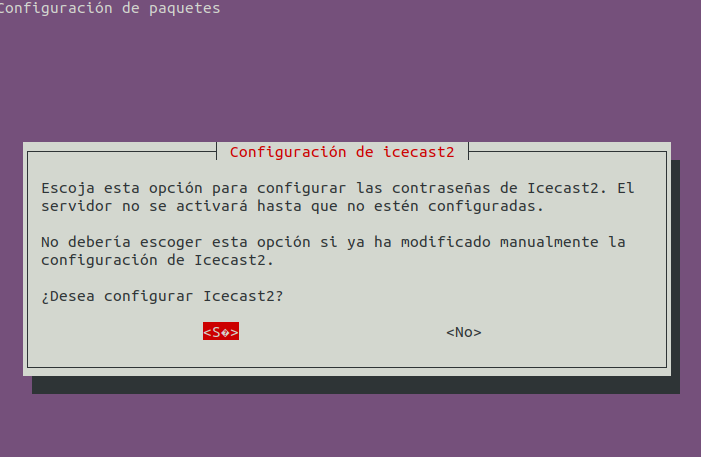 Configuración de paquetes
Configuración de icecast2
Escoja esta opción para configurar las contraseñas de Icecast2. El
servidor no se activará hasta que no estén configuradas.
No debería escoger esta opción si ya ha modificado manualmente la
configuración de Icecast2.
¿Desea configurar Icecast2?
<S�> <No>